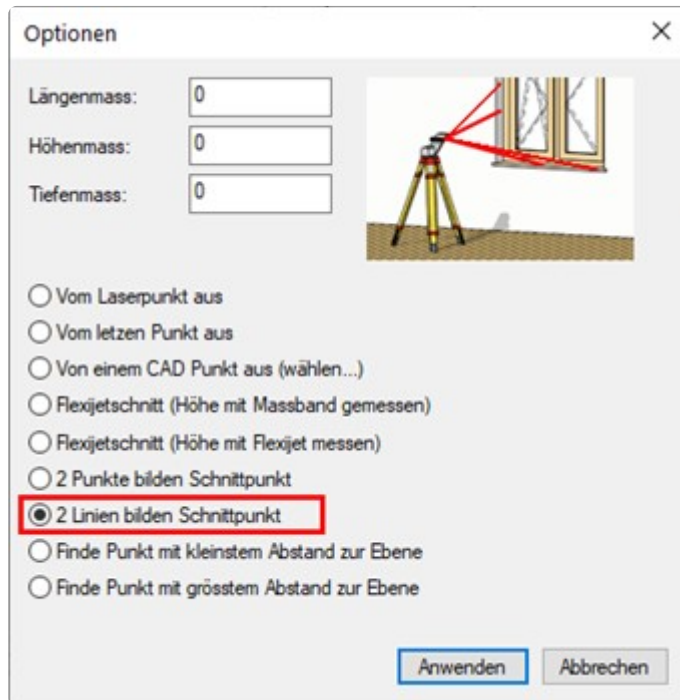 Optionen
Längenmass: 0
Höhenmass: 0
Tiefenmass: 0
Vom Laserpunkt aus
Vom letzen Punkt aus
Von einem CAD Punkt aus (wählen...)
Flexijetschnitt (Höhe mit Massband gemessen)
Flexijetschnitt (Höhe mit Flexijet messen)
2 Punkte bilden Schnittpunkt
2 Linien bilden Schnittpunkt
Finde Punkt mit kleinstem Abstand zur Ebene
Finde Punkt mit grösstem Abstand zur Ebene
Anwenden Abbrechen